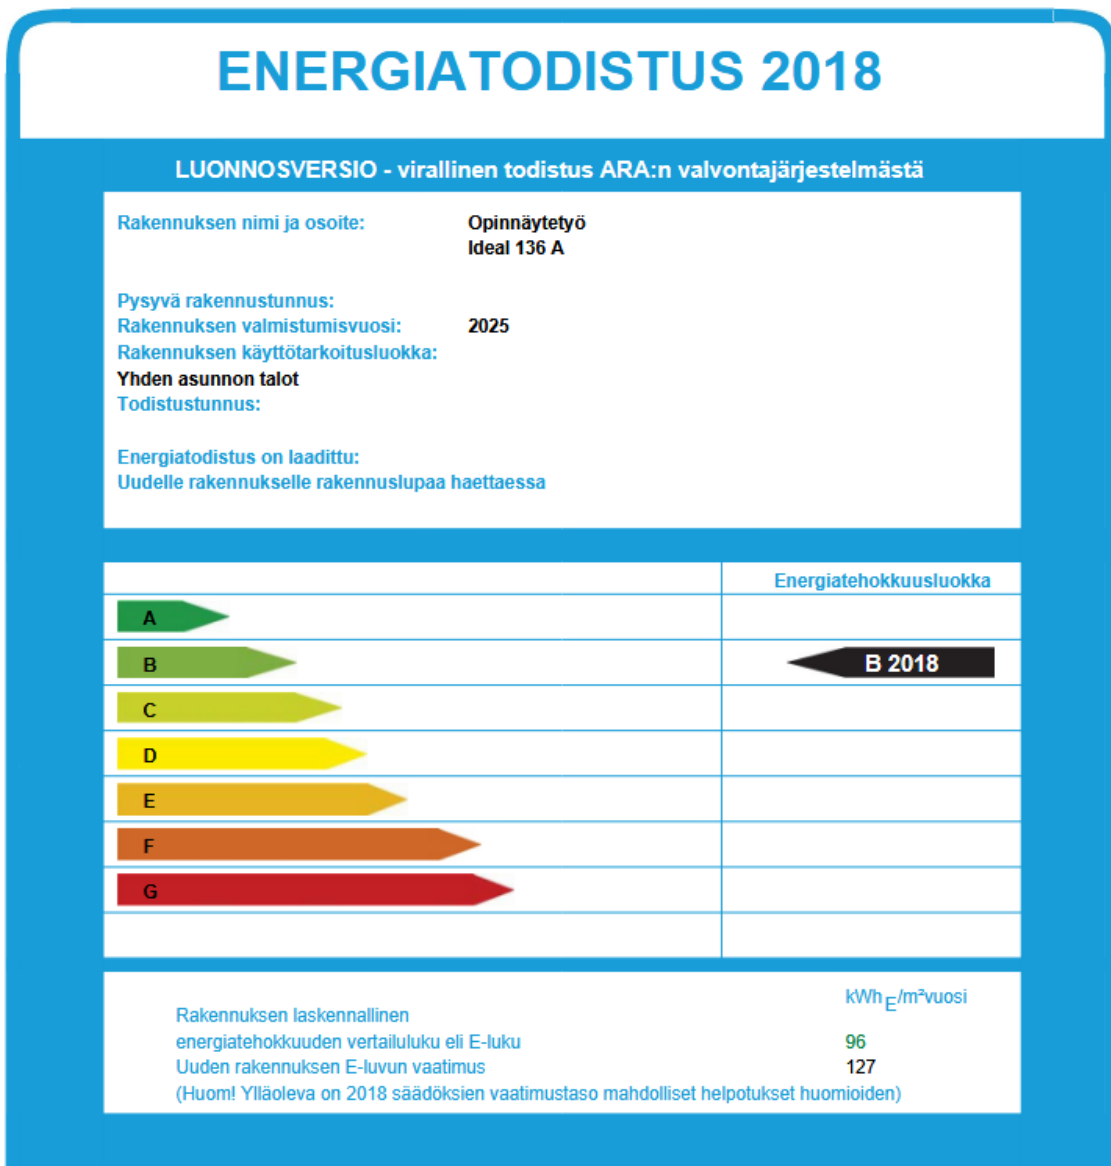 ENERGIATODISTUS 2018
LUONNOSVERSIO - virallinen todistus ARA:n valvontajärjestelmästä
Rakennuksen nimi ja osoite: Opinnäytetyö
Ideal 136 A
Pysyvä rakennustunnus:
Rakennuksen valmistumisvuosi: 2025
Rakennuksen käyttötarkoitusluokka:
Yhden asunnon talot
Todistustunnus:
Energiatodistus on laadittu:
Uudelle rakennukselle rakennuslupaa haettaessa
Energiatehokkuusluokka
A
B B 2018
C
D
E
F
G
kWhE/m²vuosi
Rakennuksen laskennallinen
energiatehokkuuden vertailuluku eli E-luku 96
Uuden rakennuksen E-luvun vaatimus 127
(Huom! Ylläoleva on 2018 säädöksien vaatimustaso mahdolliset helpotukset huomioiden)